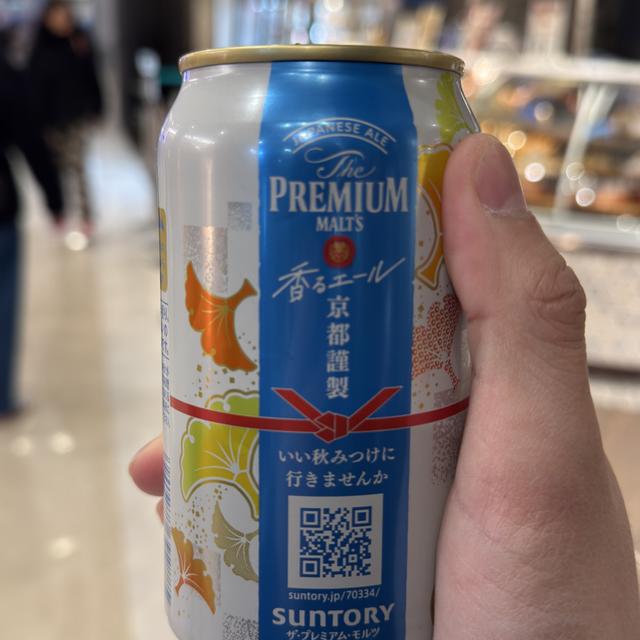 JAPANESE ALE
The
PREMIUM
MALT'S
香るエール
京都謹製
いい秋みつけに
行きませんか
suntory.jp/70334/
SUNTORY
ザ・プレミアム・モルツ